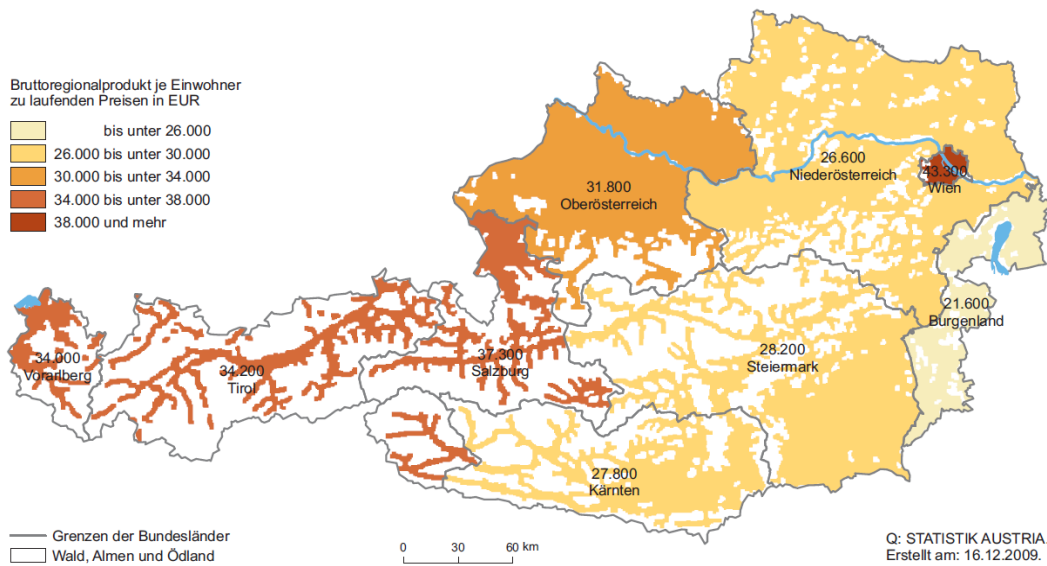 Bruttoregionalprodukt je Einwohner
zu laufenden Preisen in EUR
bis unter 26.000
26.000 bis unter 30.000
30.000 bis unter 34.000
34.000 bis unter 38.000
38.000 und mehr
26.600
Niederösterreich
43.300
Wien
31.800
Oberösterreich
21.600
Burgenland
34.000
Vorarlberg
34.200
Tirol
37.300
Salzburg
28.200
Steiermark
27.800
Kärnten
Grenzen der Bundesländer
Wald, Almen und Ödland
0 30 60 km
Q: STATISTIK AUSTRIA.
Erstellt am: 16.12.2009.